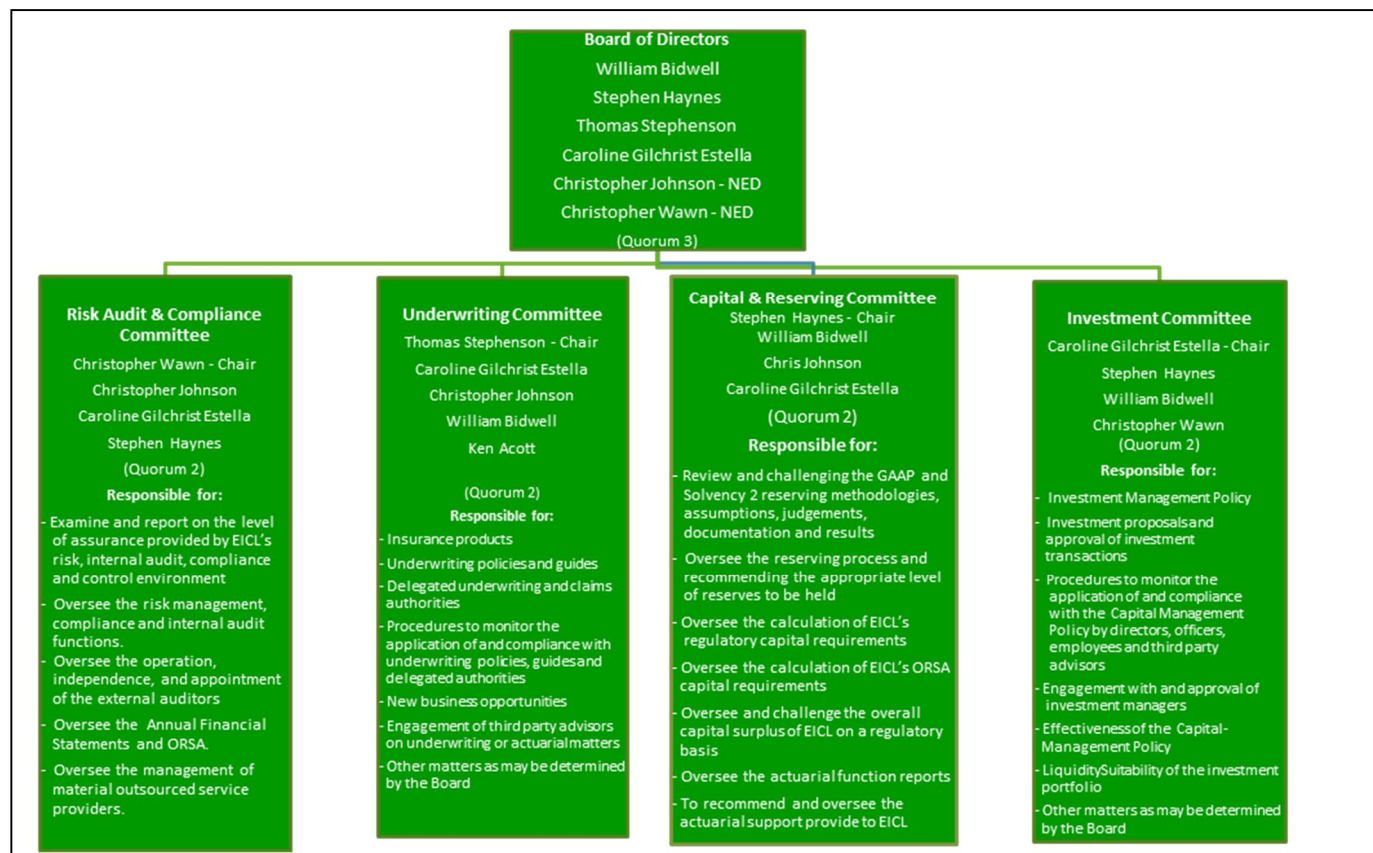 Board of Directors
William Bidwell
Stephen Haynes
Thomas Stephenson
Caroline Gilchrist Estella
Christopher Johnson - NED
Christopher Wawn - NED
(Quorum 3)
Risk Audit & Compliance
Committee
Christopher Wawn - Chair
Christopher Johnson
Caroline Gilchrist Estella
Stephen Haynes
(Quorum 2)
Responsible for:
- Examine and report on the level
of assurance provided by EICL's
risk, internal audit, compliance
and control environment
- Oversee the risk management,
compliance and internal audit
functions.
- Oversee the operation,
independence, and appointment
of the external auditors
- Oversee the Annual Financial
Statements and ORSA.
- Oversee the management of
material outsourced service
providers.
Underwriting Committee
Thomas Stephenson - Chair
Caroline Gilchrist Estella
Christopher Johnson
William Bidwell
Ken Acott
(Quorum 2)
Responsible for:
- Insurance products
- Underwriting policies and guides
- Delegated underwriting and claims
authorities
- Procedures to monitor the
application of and compliance with
underwriting policies, guides and
delegated authorities
- New business opportunities
- Engagement of third party advisors
on underwriting or actuarial matters
- Other matters as may be determined
by the Board
Capital & Reserving Committee
Stephen Haynes - Chair
William Bidwell
Chris Johnson
Caroline Gilchrist Estella
(Quorum 2)
Responsible for:
- Review and challenging the GAAP and
Solvency 2 reserving methodologies,
assumptions, judgements,
documentation and results
- Oversee the reserving process and
recommending the appropriate level
of reserves to be held
- Oversee the calculation of EICL's
regulatory capital requirements
- Oversee the calculation of EICL's ORSA
capital requirements
- Oversee and challenge the overall
capital surplus of EICL on a regulatory
basis
- Oversee the actuarial function reports
- To recommend and oversee the
actuarial support provide to EICL
Investment Committee
Caroline Gilchrist Estella - Chair
Stephen Haynes
William Bidwell
Christopher Wawn
(Quorum 2)
Responsible for:
- Investment Management Policy
- Investment proposals and
approval of investment
transactions
- Procedures to monitor the
application of and compliance
with the Capital Management
Policy by directors, officers,
employees and third party
advisors
- Engagement with and approval of
investment managers
- Effectiveness of the Capital-
Management Policy
- Liquidity Suitability of the investment
portfolio
- Other matters as may be determined
by the Board